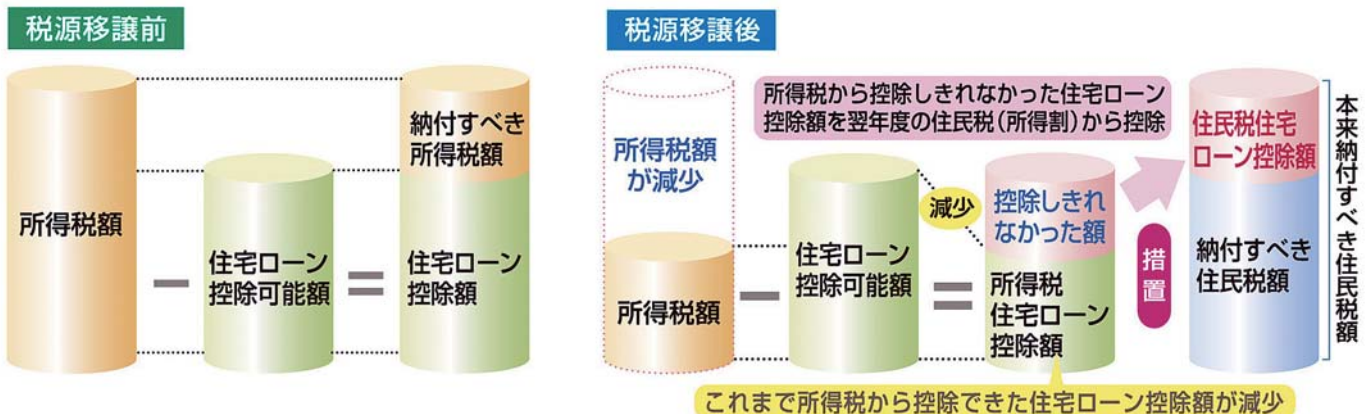 税源移譲前
所得税額
−
住宅ローン
控除可能額
=
納付すべき
所得税額
住宅ローン
控除額
税源移譲後
所得税額
が減少
所得税額
−
住宅ローン
控除可能額
減少
=
控除しきれ
なかった額
所得税
住宅ローン
控除額
所得税から控除しきれなかった住宅ローン
控除額を翌年度の住民税(所得割)から控除
措置
住民税住宅
ローン控除額
納付すべき
住民税額
本来納付すべき住民税額
これまで所得税から控除できた住宅ローン控除額が減少